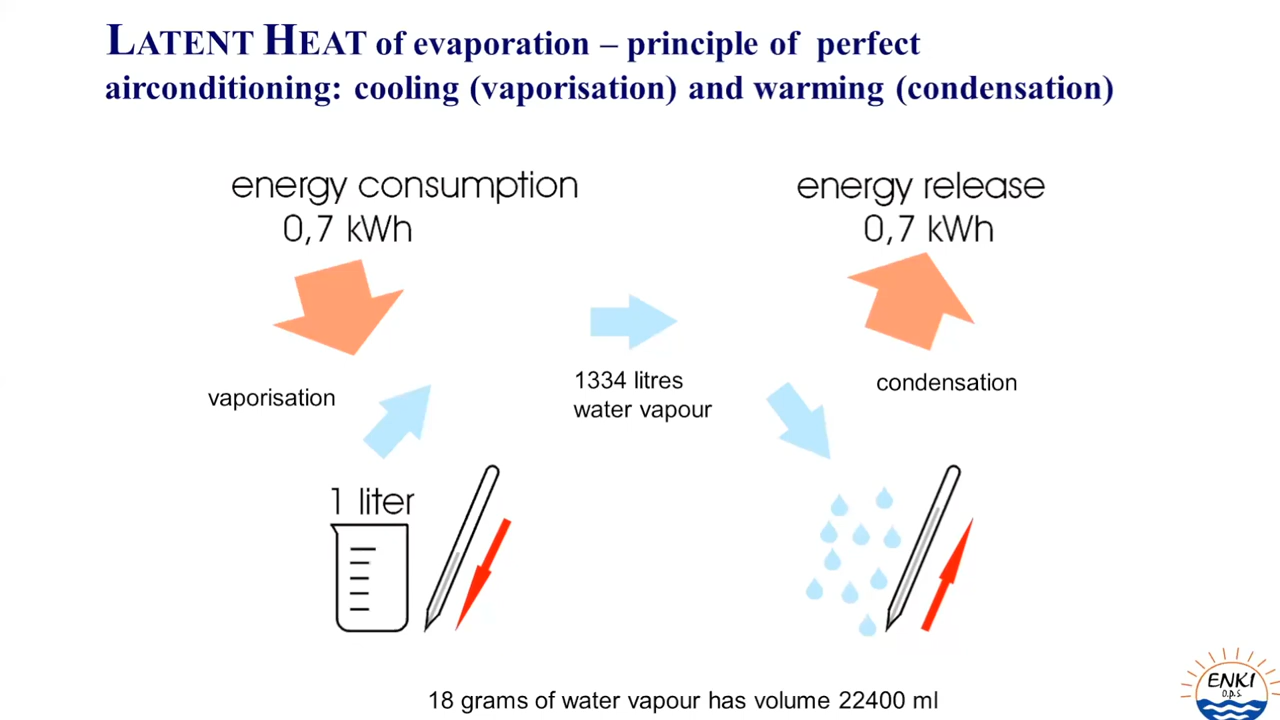 LATENT HEAT of evaporation – principle of perfect
airconditioning: cooling (vaporisation) and warming (condensation)
energy consumption
0,7 kWh
energy release
0,7 kWh
vaporisation
1334 litres
water vapour
condensation
1 liter
18 grams of water vapour has volume 22400 ml
ENKI
o.p.s.